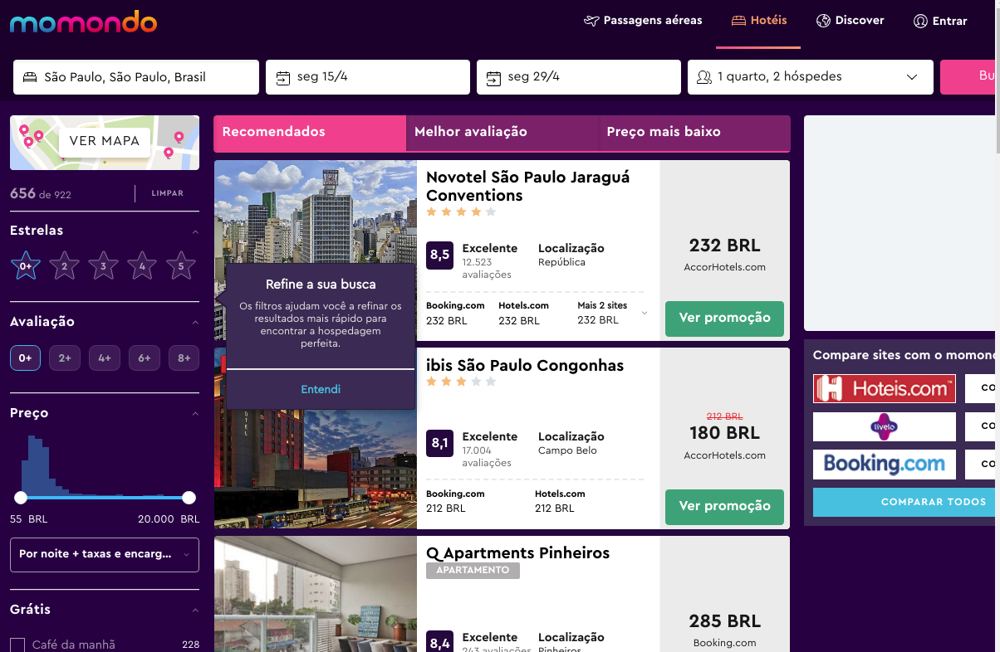 momondo
Passagens aéreas
Hotéis
Discover
Entrar
São Paulo, São Paulo, Brasil
seg 15/4
seg 29/4
1 quarto, 2 hóspedes
Bu
VER MAPA
656 de 922
LIMPAR
Estrelas
0+
2
3
4
5
Avaliação
0+
2+
4+
6+
8+
Preço
55 BRL
20.000 BRL
Por noite + taxas e encarg...
Grátis
Café da manhã
228
Recomendados
Melhor avaliação
Preço mais baixo
Refine a sua busca
Os filtros ajudam você a refinar os
resultados mais rápido para
encontrar a hospedagem
perfeita.
Entendi
Novotel São Paulo Jaraguá
Conventions
8,5
Excelente
12.523
avaliações
Localização
República
Booking.com
232 BRL
Hotels.com
232 BRL
Mais 2 sites
232 BRL
232 BRL
AccorHotels.com
Ver promoção
HOTEL
ibis São Paulo Congonhas
8,1
Excelente
17.004
avaliações
Localização
Campo Belo
Booking.com
212 BRL
Hotels.com
212 BRL
212 BRL
180 BRL
AccorHotels.com
Ver promoção
Q Apartments Pinheiros
APARTAMENTO
8,4
Excelente
243 avaliações
Localização
Pinheiros
285 BRL
Booking.com
Compare sites com o momond
Hoteis.com™
CO
livelo
CO
Booking.com
CO
COMPARAR TODOS